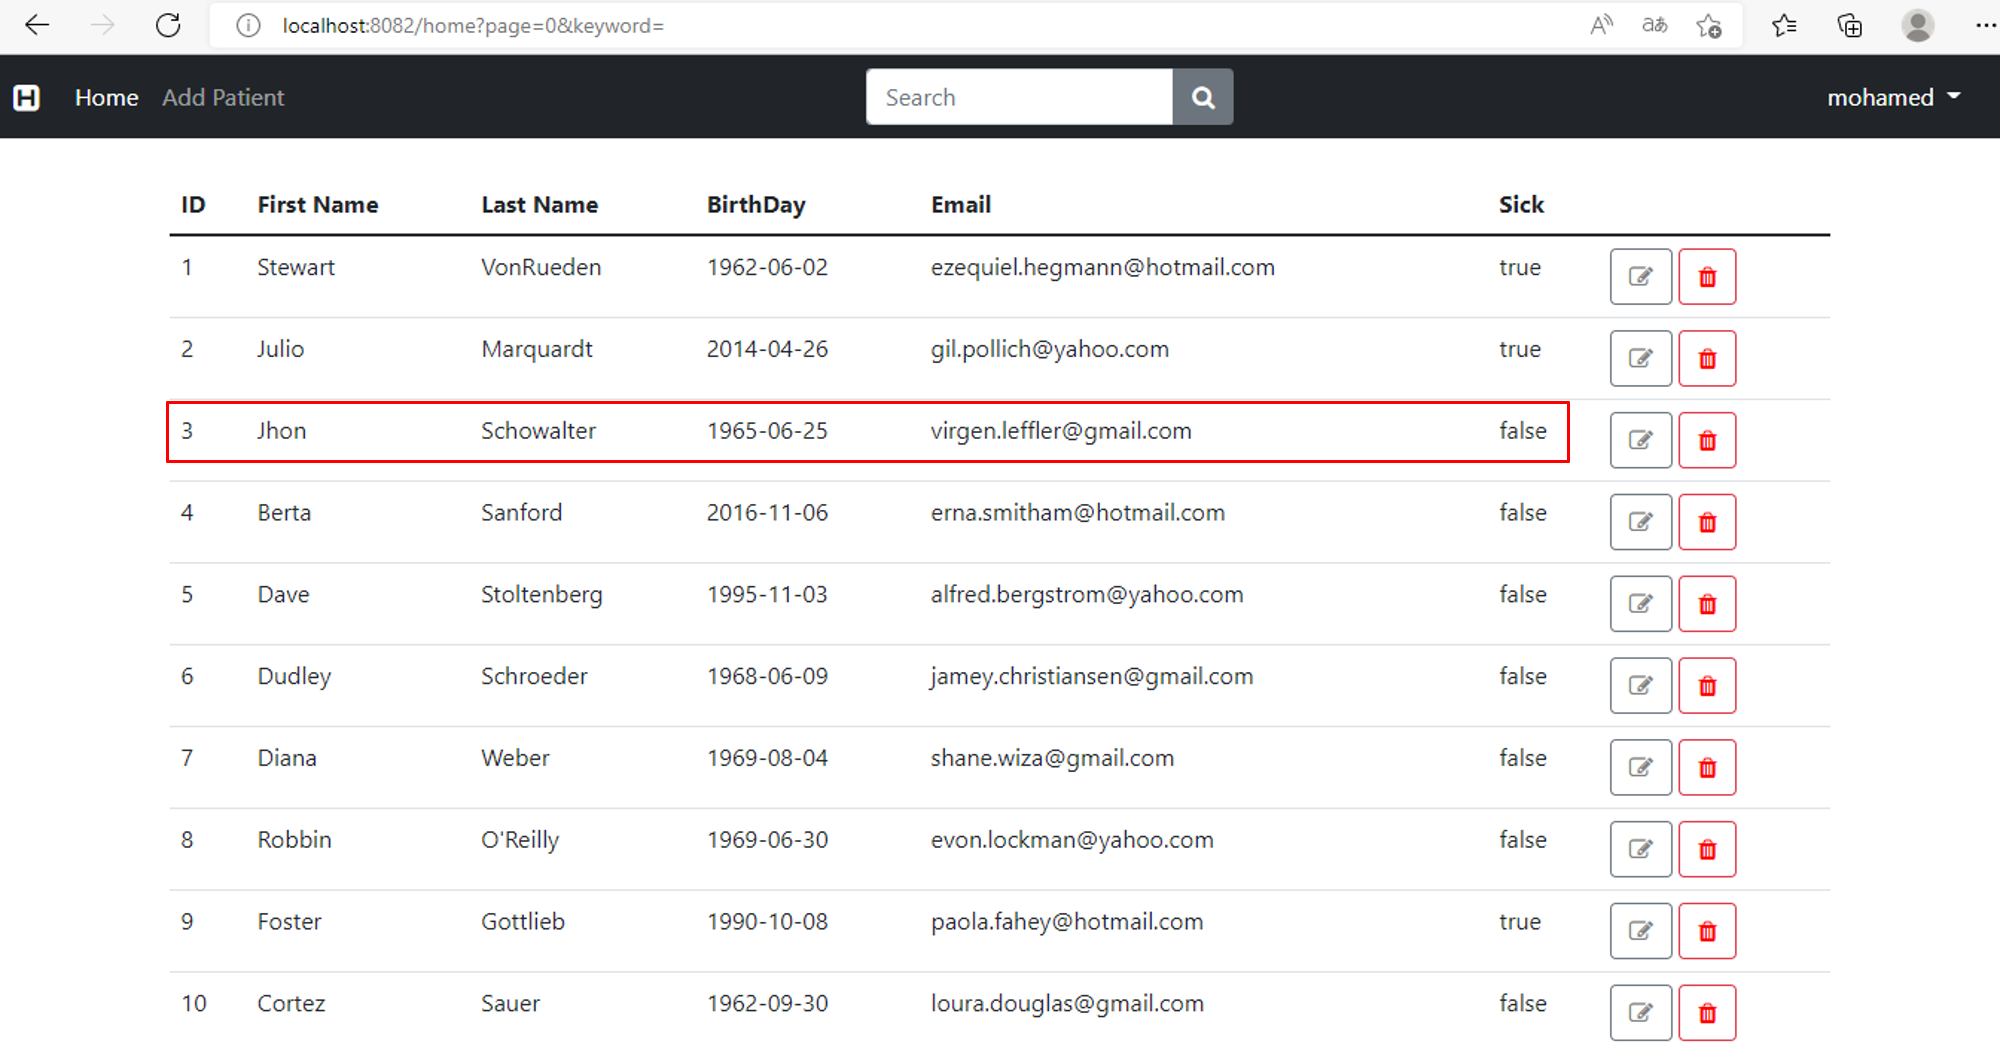 localhost:8082/home?page=0&keyword=
H Home Add Patient Search mohamed
ID First Name Last Name BirthDay Email Sick
1 Stewart VonRueden 1962-06-02 ezequiel.hegmann@hotmail.com true
2 Julio Marquardt 2014-04-26 gil.pollich@yahoo.com true
3 Jhon Schowalter 1965-06-25 virgen.leffler@gmail.com false
4 Berta Sanford 2016-11-06 erna.smitham@hotmail.com false
5 Dave Stoltenberg 1995-11-03 alfred.bergstrom@yahoo.com false
6 Dudley Schroeder 1968-06-09 jamey.christiansen@gmail.com false
7 Diana Weber 1969-08-04 shane.wiza@gmail.com false
8 Robbin O'Reilly 1969-06-30 evon.lockman@yahoo.com false
9 Foster Gottlieb 1990-10-08 paola.fahey@hotmail.com true
10 Cortez Sauer 1962-09-30 loura.douglas@gmail.com false